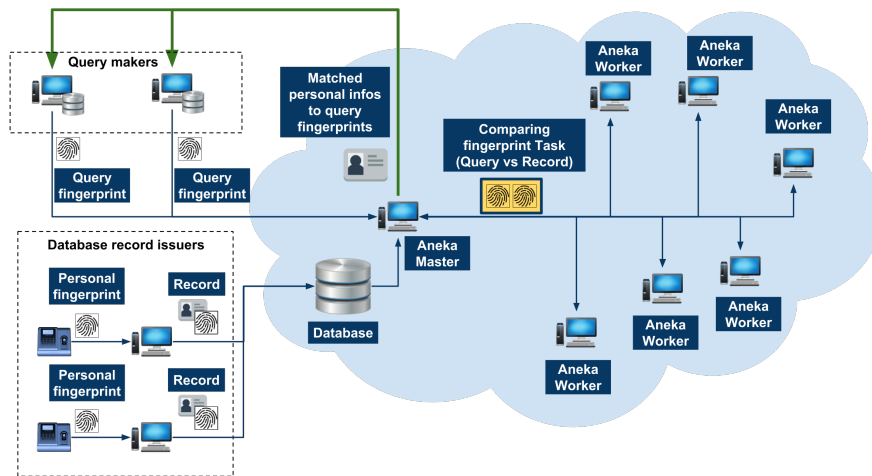 Query makers
Query
fingerprint
Query
fingerprint
Matched
personal infos
to query
fingerprints
Comparing
fingerprint Task
(Query vs Record)
Aneka
Worker
Aneka
Worker
Aneka
Worker
Aneka
Master
Database record issuers
Personal
fingerprint
Record
Personal
fingerprint
Record
Database
Aneka
Worker
Aneka
Worker
Aneka
Worker